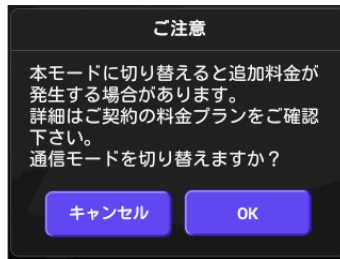 ご注意
本モードに切り替えると追加料金が
発生する場合があります。
詳細はご契約の料金プランをご確認
下さい。
通信モードを切り替えますか？
キャンセル
OK